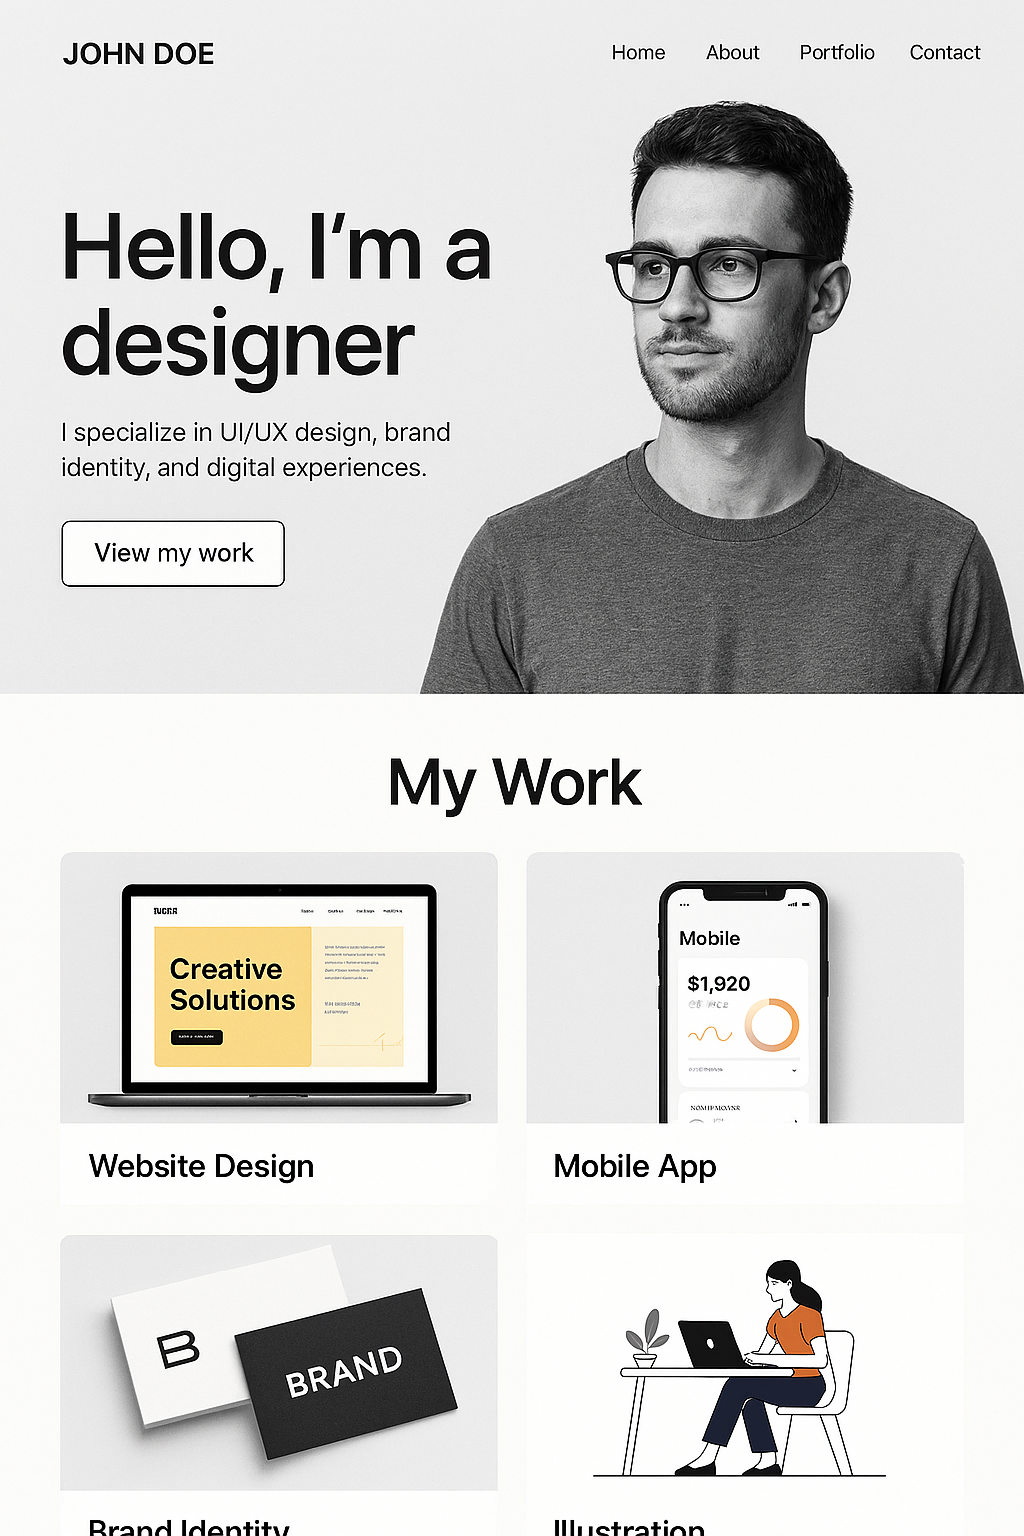 JOHN DOE
Home About Portfolio Contact
Hello, I’m a
designer
I specialize in UI/UX design, brand
identity, and digital experiences.
View my work
My Work
Creative
Solutions
Mobile
$1,920
Website Design
Mobile App
B
BRAND
Brand Identity
Illustration